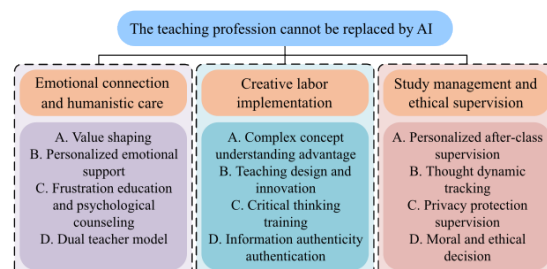 The teaching profession cannot be replaced by AI
Emotional connection
and humanistic care
A. Value shaping
B. Personalized emotional
support
C. Frustration education
and psychological
counseling
D. Dual teacher model
Creative labor
implementation
A. Complex concept
understanding advantage
B. Teaching design and
innovation
C. Critical thinking
training
D. Information authenticity
authentication
Study management and
ethical supervision
A. Personalized after-class
supervision
B. Thought dynamic
tracking
C. Privacy protection
supervision
D. Moral and ethical
decision